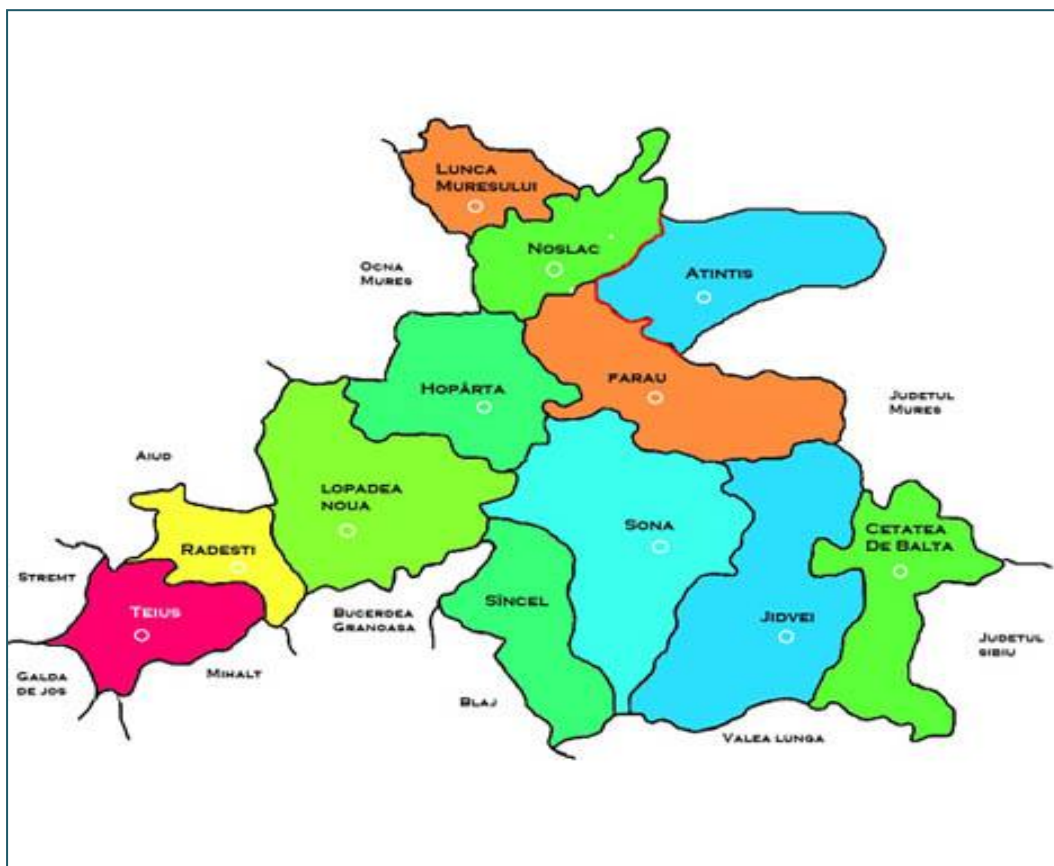 LUNCA
MURESULUI
NOSLAC
OCNA
MURES
ATINTIS
HOPÂRTA
FARAU
JUDETUL
MURES
AIUD
LOPADEA
NOUA
SONA
CETATEA
DE BALTA
RADESTI
STREMT
TEIUS
BUCERDEA
GRANOASA
SÎNCEL
JIDVEI
JUDETUL
SIBIU
GALDA
DE JOS
MIHALT
BLAJ
VALEA LUNGA